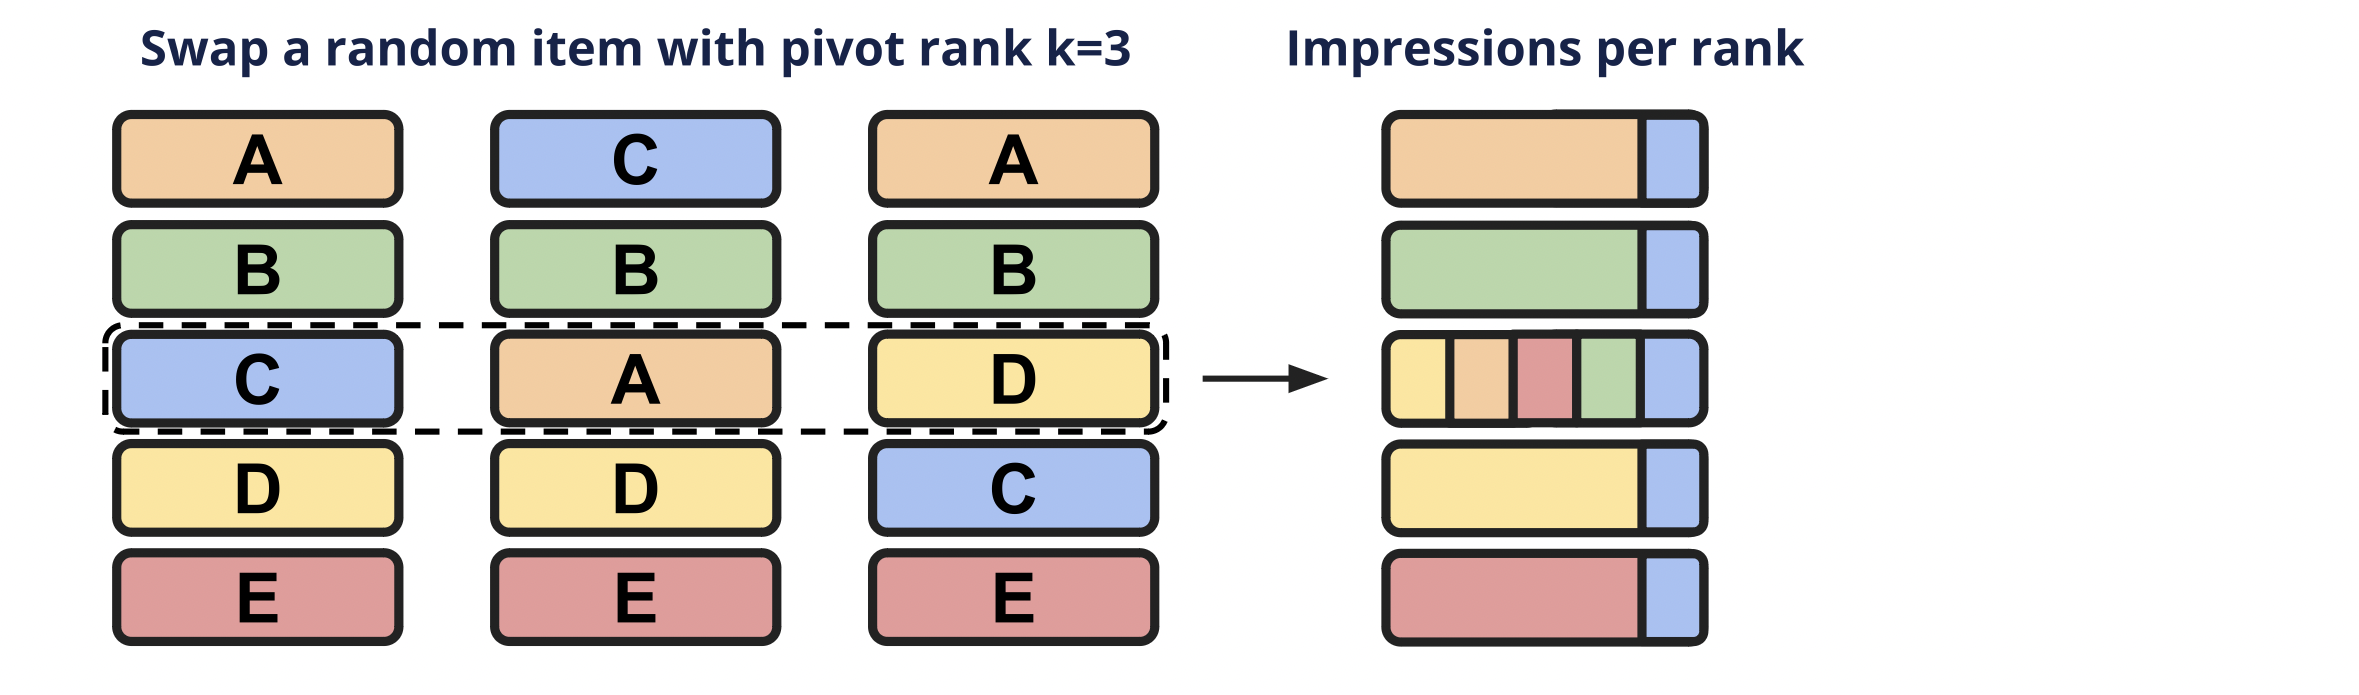 Swap a random item with pivot rank k=3
Impressions per rank
A C A
B B B
C A D
D D C
E E E